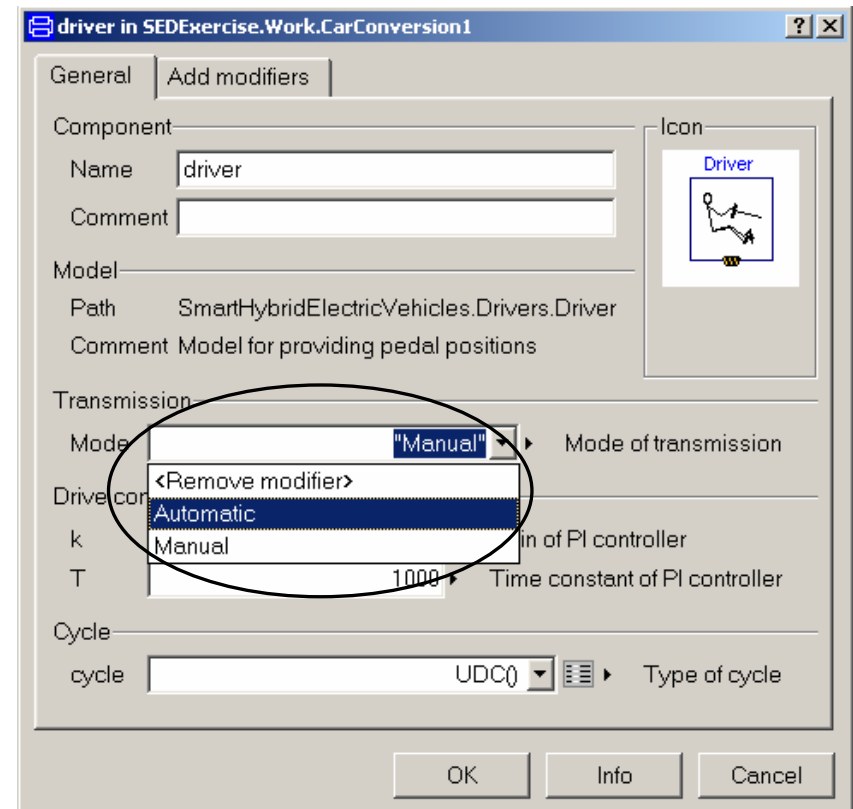 driver in SEDExercise.Work.CarConversion1
General Add modifiers
Component Icon
Name driver Driver
Comment
Model
Path SmartHybridElectricVehicles.Drivers.Driver
Comment Model for providing pedal positions
Transmission
Mode "Manual" Mode of transmission
<Remove modifier>
Drive
Automatic
k Manual of PI controller
T 1000 Time constant of PI controller
Cycle
cycle UDC() Type of cycle
OK Info Cancel